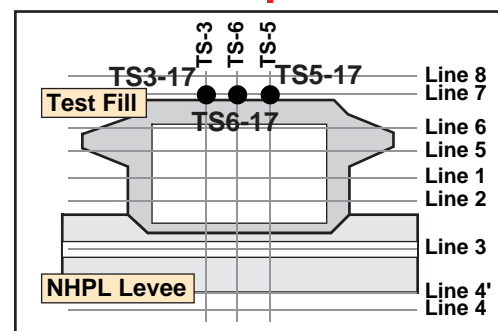 TS-3
TS-6
TS-5
TS3-17
TS5-17
Line 8
Line 7
Test Fill
TS6-17
Line 6
Line 5
Line 1
Line 2
Line 3
NHPL Levee
Line 4'
Line 4